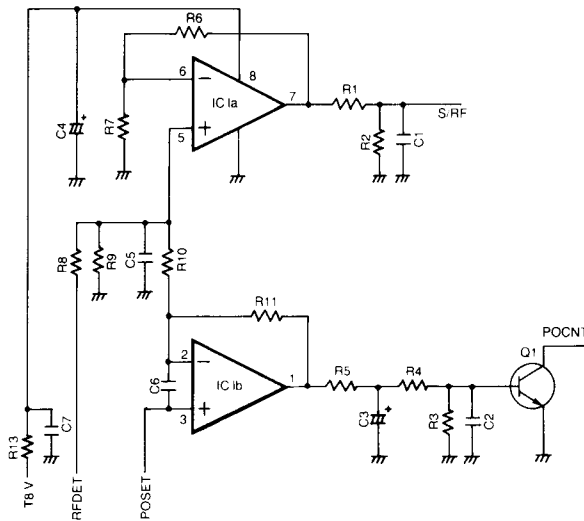 R6
6
8
IC Ia
7
R1
S/RF
C4
R7
5
R2
C1
R8
R9
C5
R10
R11
POCNT
Q1
2
C6
IC Ib
1
R5
R4
3
C3
R3
C2
R13
C7
T8 V
RFDET
POSET